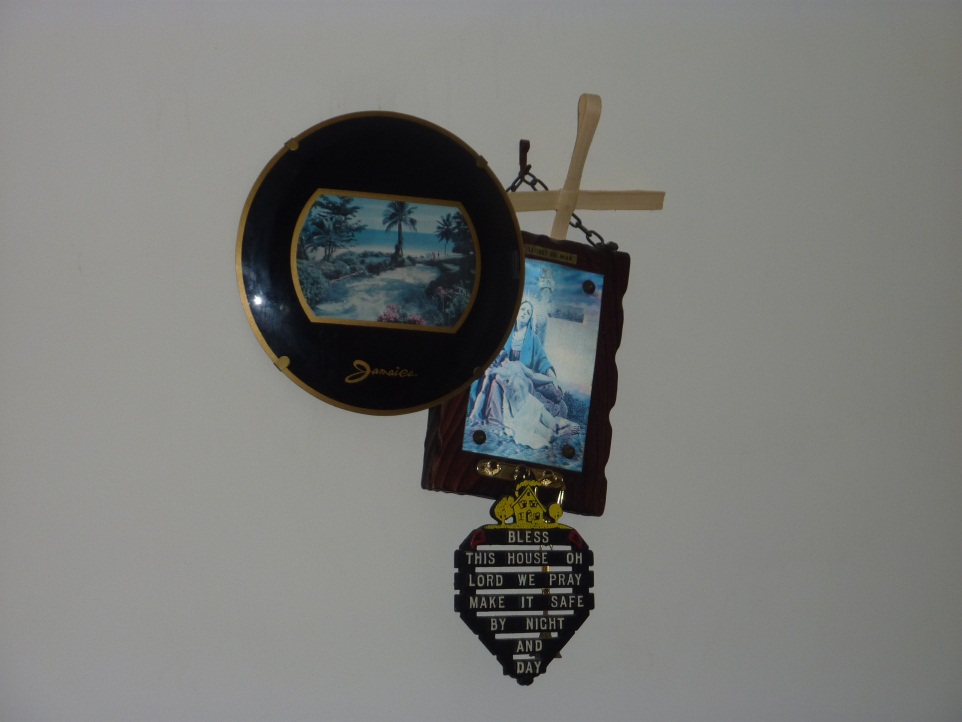 Jamaica
BLESS
THIS HOUSE OH
LORD WE PRAY
MAKE IT SAFE
BY NIGHT
AND
DAY